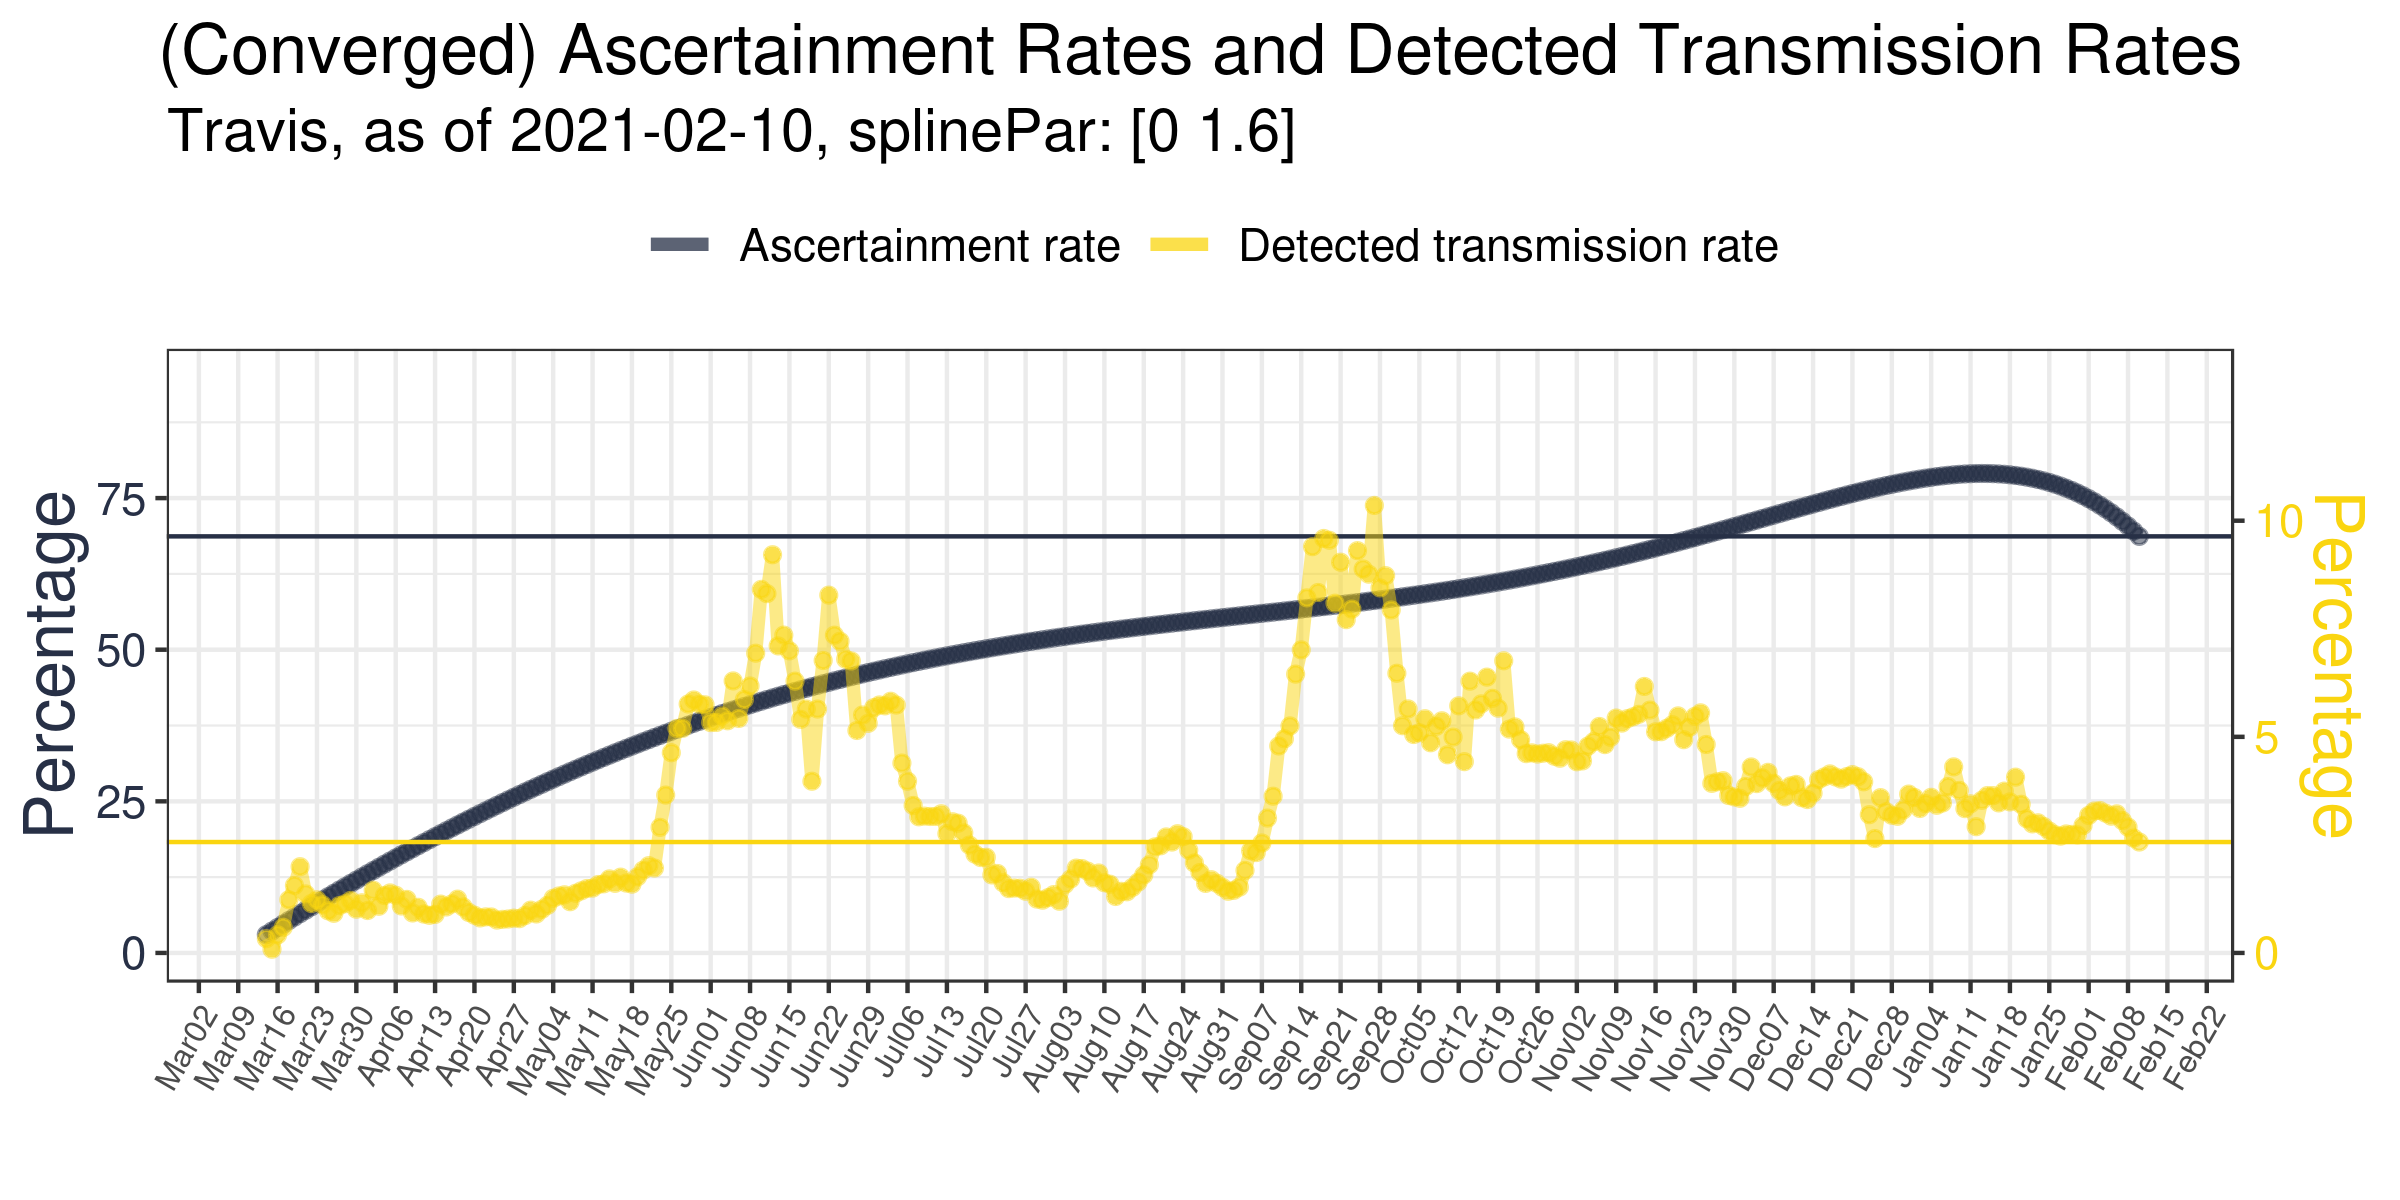 (Converged) Ascertainment Rates and Detected Transmission Rates
Travis, as of 2021-02-10, splinePar: [0 1.6]
Ascertainment rate Detected transmission rate
Percentage
75
50
25
0
10
5
0
Percentage
Mar02 Mar09 Mar16 Mar23 Mar30 Apr06 Apr13 Apr20 Apr27 May04 May11 May18 May25 Jun01 Jun08 Jun15 Jun22 Jun29 Jul06 Jul13 Jul20 Jul27 Aug03 Aug10 Aug17 Aug24 Aug31 Sep07 Sep14 Sep21 Sep28 Oct05 Oct12 Oct19 Oct26 Nov02 Nov09 Nov16 Nov23 Nov30 Dec07 Dec14 Dec21 Dec28 Jan04 Jan11 Jan18 Jan25 Feb01 Feb08 Feb15 Feb22